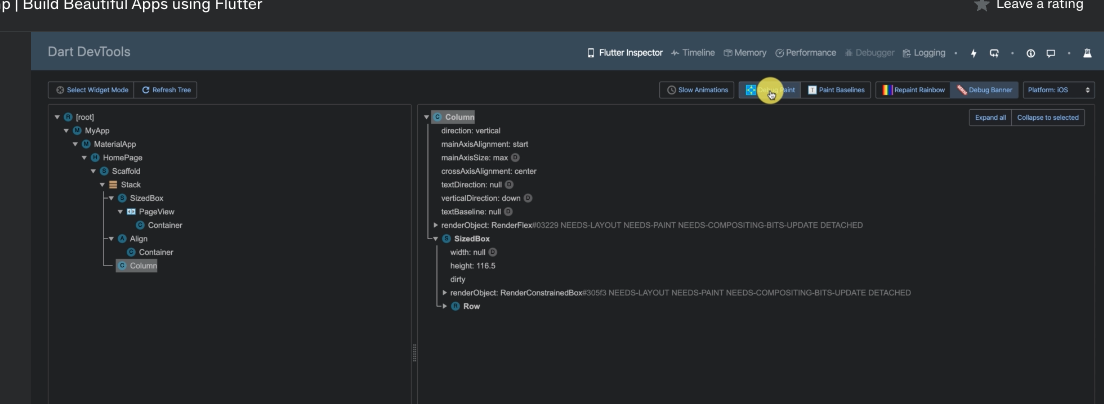 | Build Beautiful Apps using Flutter
Leave a rating
Dart DevTools
Flutter Inspector Timeline Memory Performance Debugger Logging
Select Widget Mode Refresh Tree
Slow Animations Paint Paint Baselines Repaint Rainbow Debug Banner Platform: iOS
[root]
MyApp
MaterialApp
HomePage
Scaffold
Stack
SizedBox
PageView
Container
Align
Container
Column
Column
Expand all Collapse to selected
direction: vertical
mainAxisAlignment: start
mainAxisSize: max
crossAxisAlignment: center
textDirection: null
verticalDirection: down
textBaseline: null
renderObject: RenderFlex#03229 NEEDS-LAYOUT NEEDS-PAINT NEEDS-COMPOSITING-BITS-UPDATE DETACHED
SizedBox
width: null
height: 116.5
dirty
renderObject: RenderConstrainedBox#305f3 NEEDS-LAYOUT NEEDS-PAINT NEEDS-COMPOSITING-BITS-UPDATE DETACHED
Row